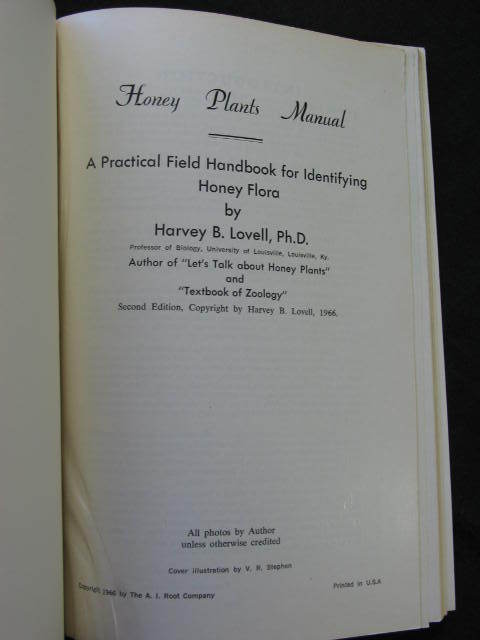 Honey Plants Manual
A Practical Field Handbook for Identifying
Honey Flora
by
Harvey B. Lovell, Ph.D.
Professor of Biology, University of Louisville, Louisville, Ky.
Author of "Let's Talk about Honey Plants"
and
"Textbook of Zoology"
Second Edition, Copyright by Harvey B. Lovell, 1966.
All photos by Author
unless otherwise credited
Cover illustration by V. R. Stephen
Copyright 1966 by The A. I. Root Company
Printed in U.S.A